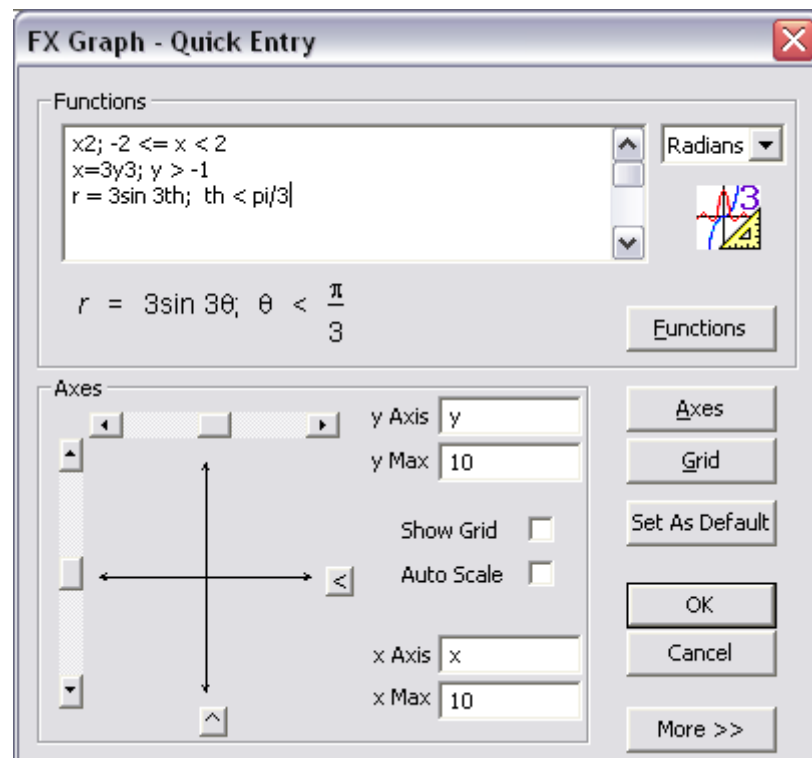 FX Graph - Quick Entry
Functions
x2; -2 <= x < 2
x=3y3; y > -1
r = 3sin 3th;  th < pi/3
Radians
r = 3sin 3θ; θ < π/3
Functions
Axes
y Axis y
y Max 10
Show Grid
Auto Scale
<
x Axis x
x Max 10
^
Axes
Grid
Set As Default
OK
Cancel
More >>